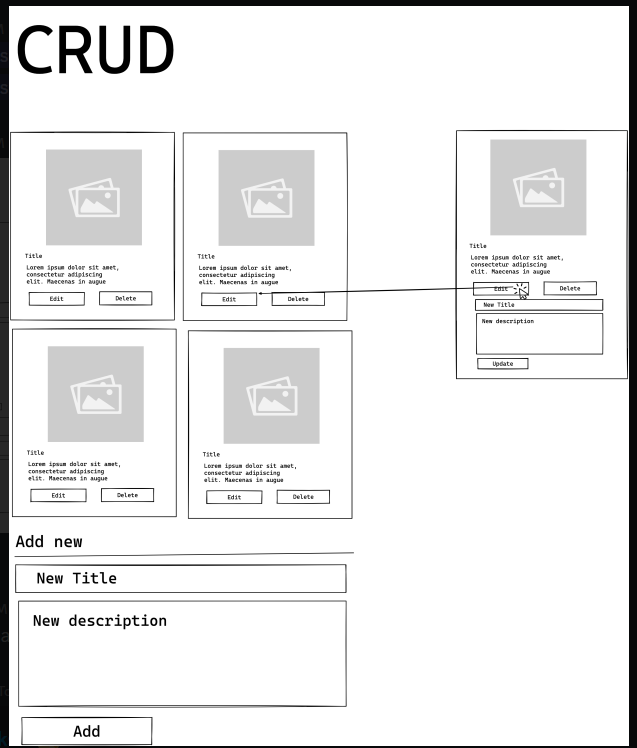 CRUD
Title
Lorem ipsum dolor sit amet,
consectetur adipiscing
elit. Maecenas in augue
Edit
Delete
Title
Lorem ipsum dolor sit amet,
consectetur adipiscing
elit. Maecenas in augue
Edit
Delete
Title
Lorem ipsum dolor sit amet,
consectetur adipiscing
elit. Maecenas in augue
Edit
Delete
New Title
New description
Update
Title
Lorem ipsum dolor sit amet,
consectetur adipiscing
elit. Maecenas in augue
Edit
Delete
Title
Lorem ipsum dolor sit amet,
consectetur adipiscing
elit. Maecenas in augue
Edit
Delete
Add new
New Title
New description
Add